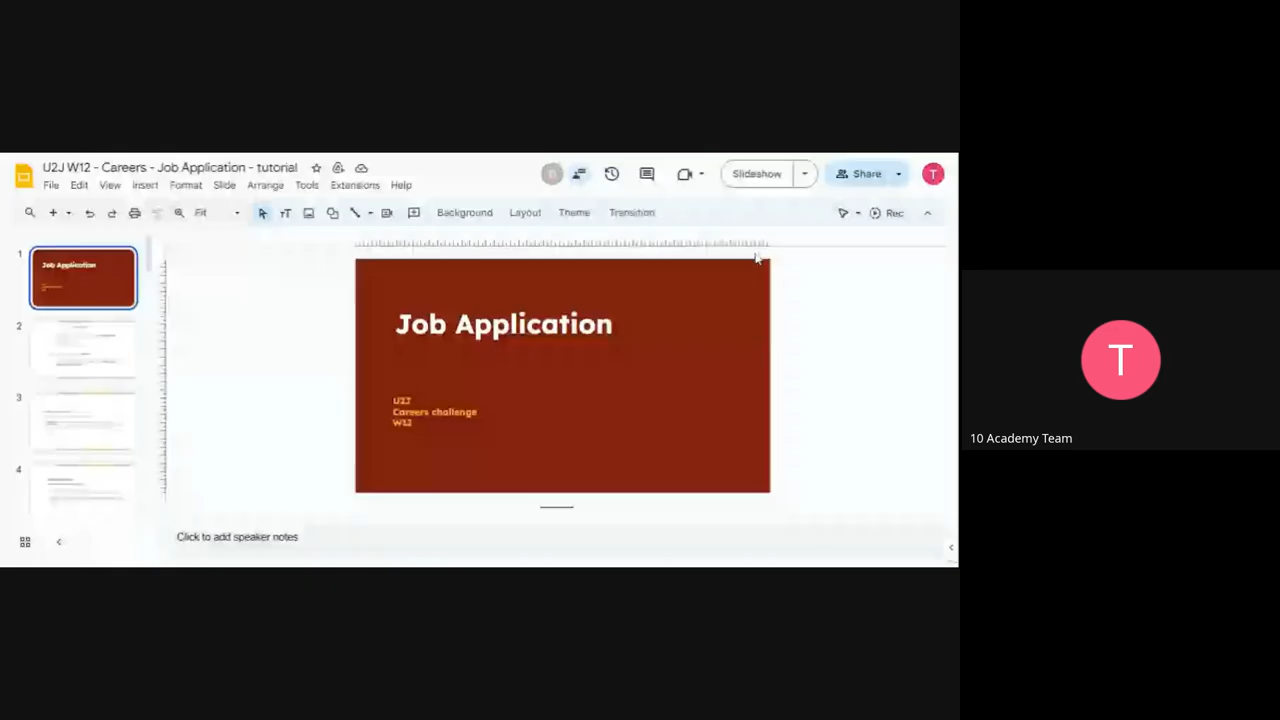 U2J W12 - Careers - Job Application - tutorial
File Edit View Insert Format Slide Arrange Tools Extensions Help
Slideshow
Share
T
Fit
Background Layout Theme Transition
Rec
1
Job Application
2
3
4
Job Application
U2J
Careers challenge
W12
Click to add speaker notes
T
10 Academy Team